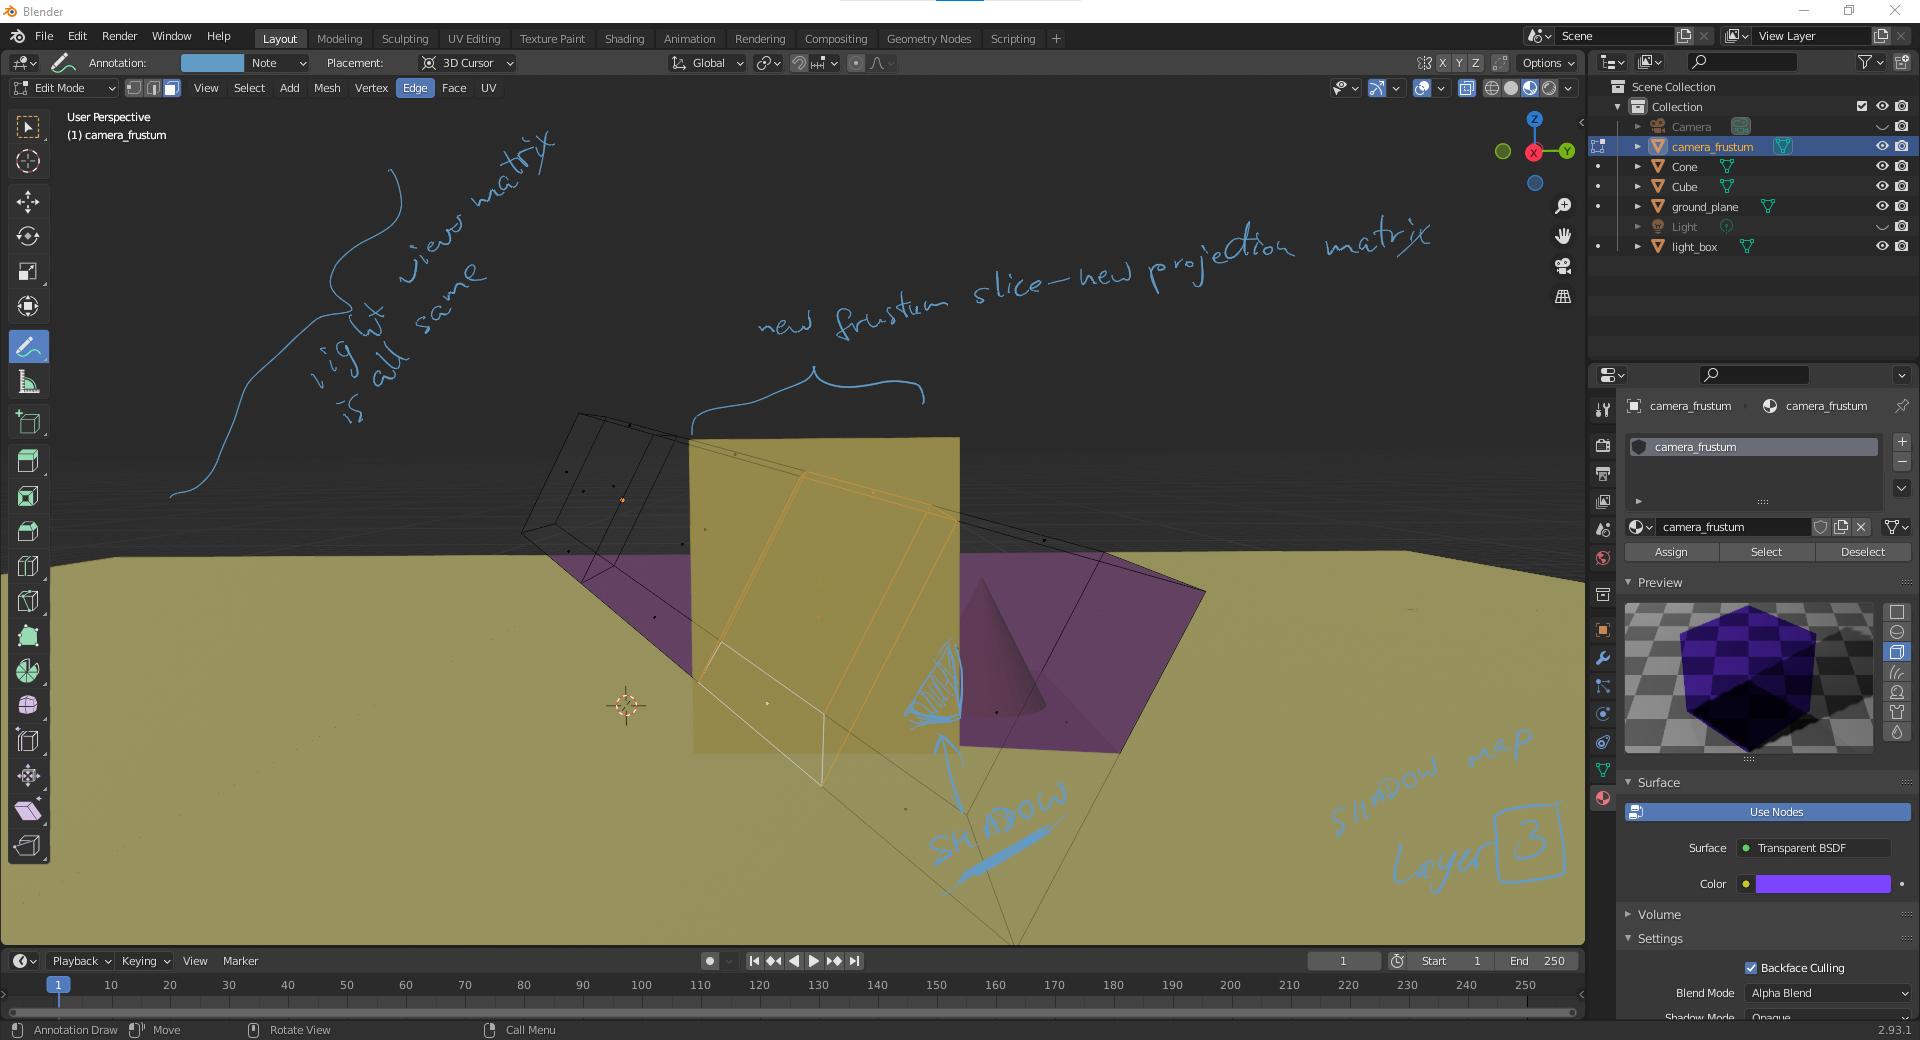 Blender
File Edit Render Window Help Layout Modeling Sculpting UV Editing Texture Paint Shading Animation Rendering Compositing Geometry Nodes Scripting + Scene View Layer
Annotation: Note Placement: 3D Cursor Global X Y Z Options
Edit Mode View Select Add Mesh Vertex Edge Face UV
User Perspective
(1) camera_frustum
Z
X
Y
views matrix
light
is all same
new frustum slice - new projection matrix
SHADOW
SHADOW map
Layer 3
Scene Collection
Collection
Camera
camera_frustum
Cone
Cube
ground_plane
Light
light_box
camera_frustum camera_frustum
camera_frustum
camera_frustum
Assign Select Deselect
Preview
Surface
Use Nodes
Surface Transparent BSDF
Color
Volume
Settings
Backface Culling
Blend Mode Alpha Blend
Shadow Mode Opaque
Playback Keying View Marker 1 Start 1 End 250
1 10 20 30 40 50 60 70 80 90 100 110 120 130 140 150 160 170 180 190 200 210 220 230 240 250
Annotation Draw Move Rotate View Call Menu 2.93.1